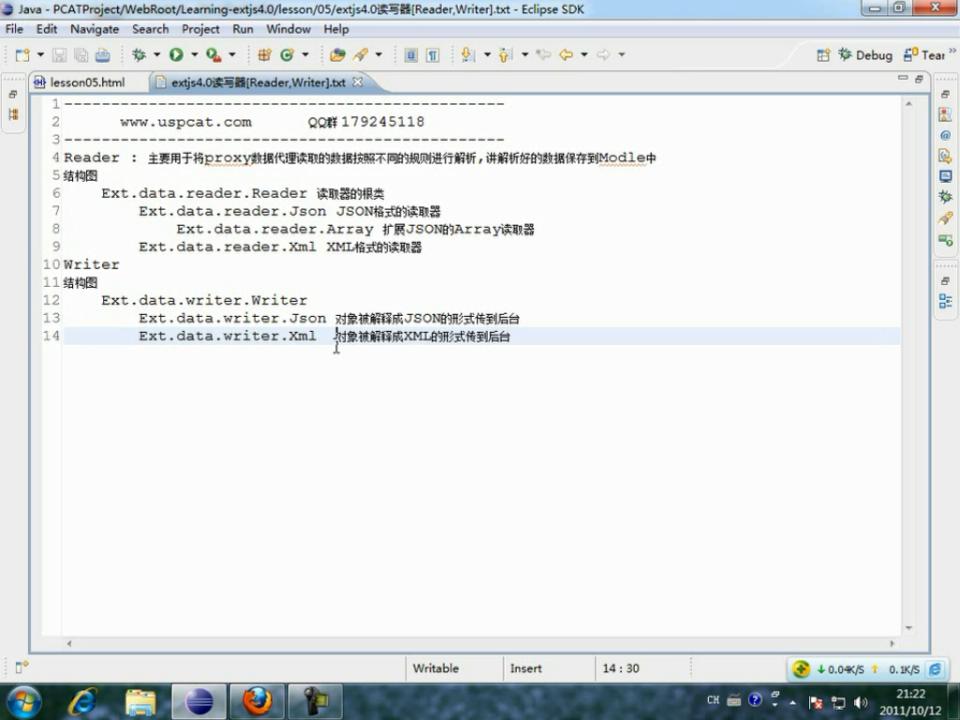 Java - PCATProject/WebRoot/Learning-extjs4.0/lesson/05/extjs4.0读写器[Reader,Writer].txt - Eclipse SDK
File Edit Navigate Search Project Run Window Help
Debug Tear
lesson05.html extjs4.0读写器[Reader,Writer].txt
1 -----------------------------------------------
2 www.uspcat.com QQ群179245118
3 -----------------------------------------------
4 Reader : 主要用于将proxy数据代理读取的数据按照不同的规则进行解析,讲解析好的数据保存到Modle中
5 结构图
6 Ext.data.reader.Reader 读取器的根类
7 Ext.data.reader.Json JSON格式的读取器
8 Ext.data.reader.Array 扩展JSON的Array读取器
9 Ext.data.reader.Xml XML格式的读取器
10 Writer
11 结构图
12 Ext.data.writer.Writer
13 Ext.data.writer.Json 对象被解释成JSON的形式传到后台
14 Ext.data.writer.Xml 对象被解释成XML的形式传到后台
Writable Insert 14 : 30 0.04K/S 0.1K/S
CH 21:22
2011/10/12